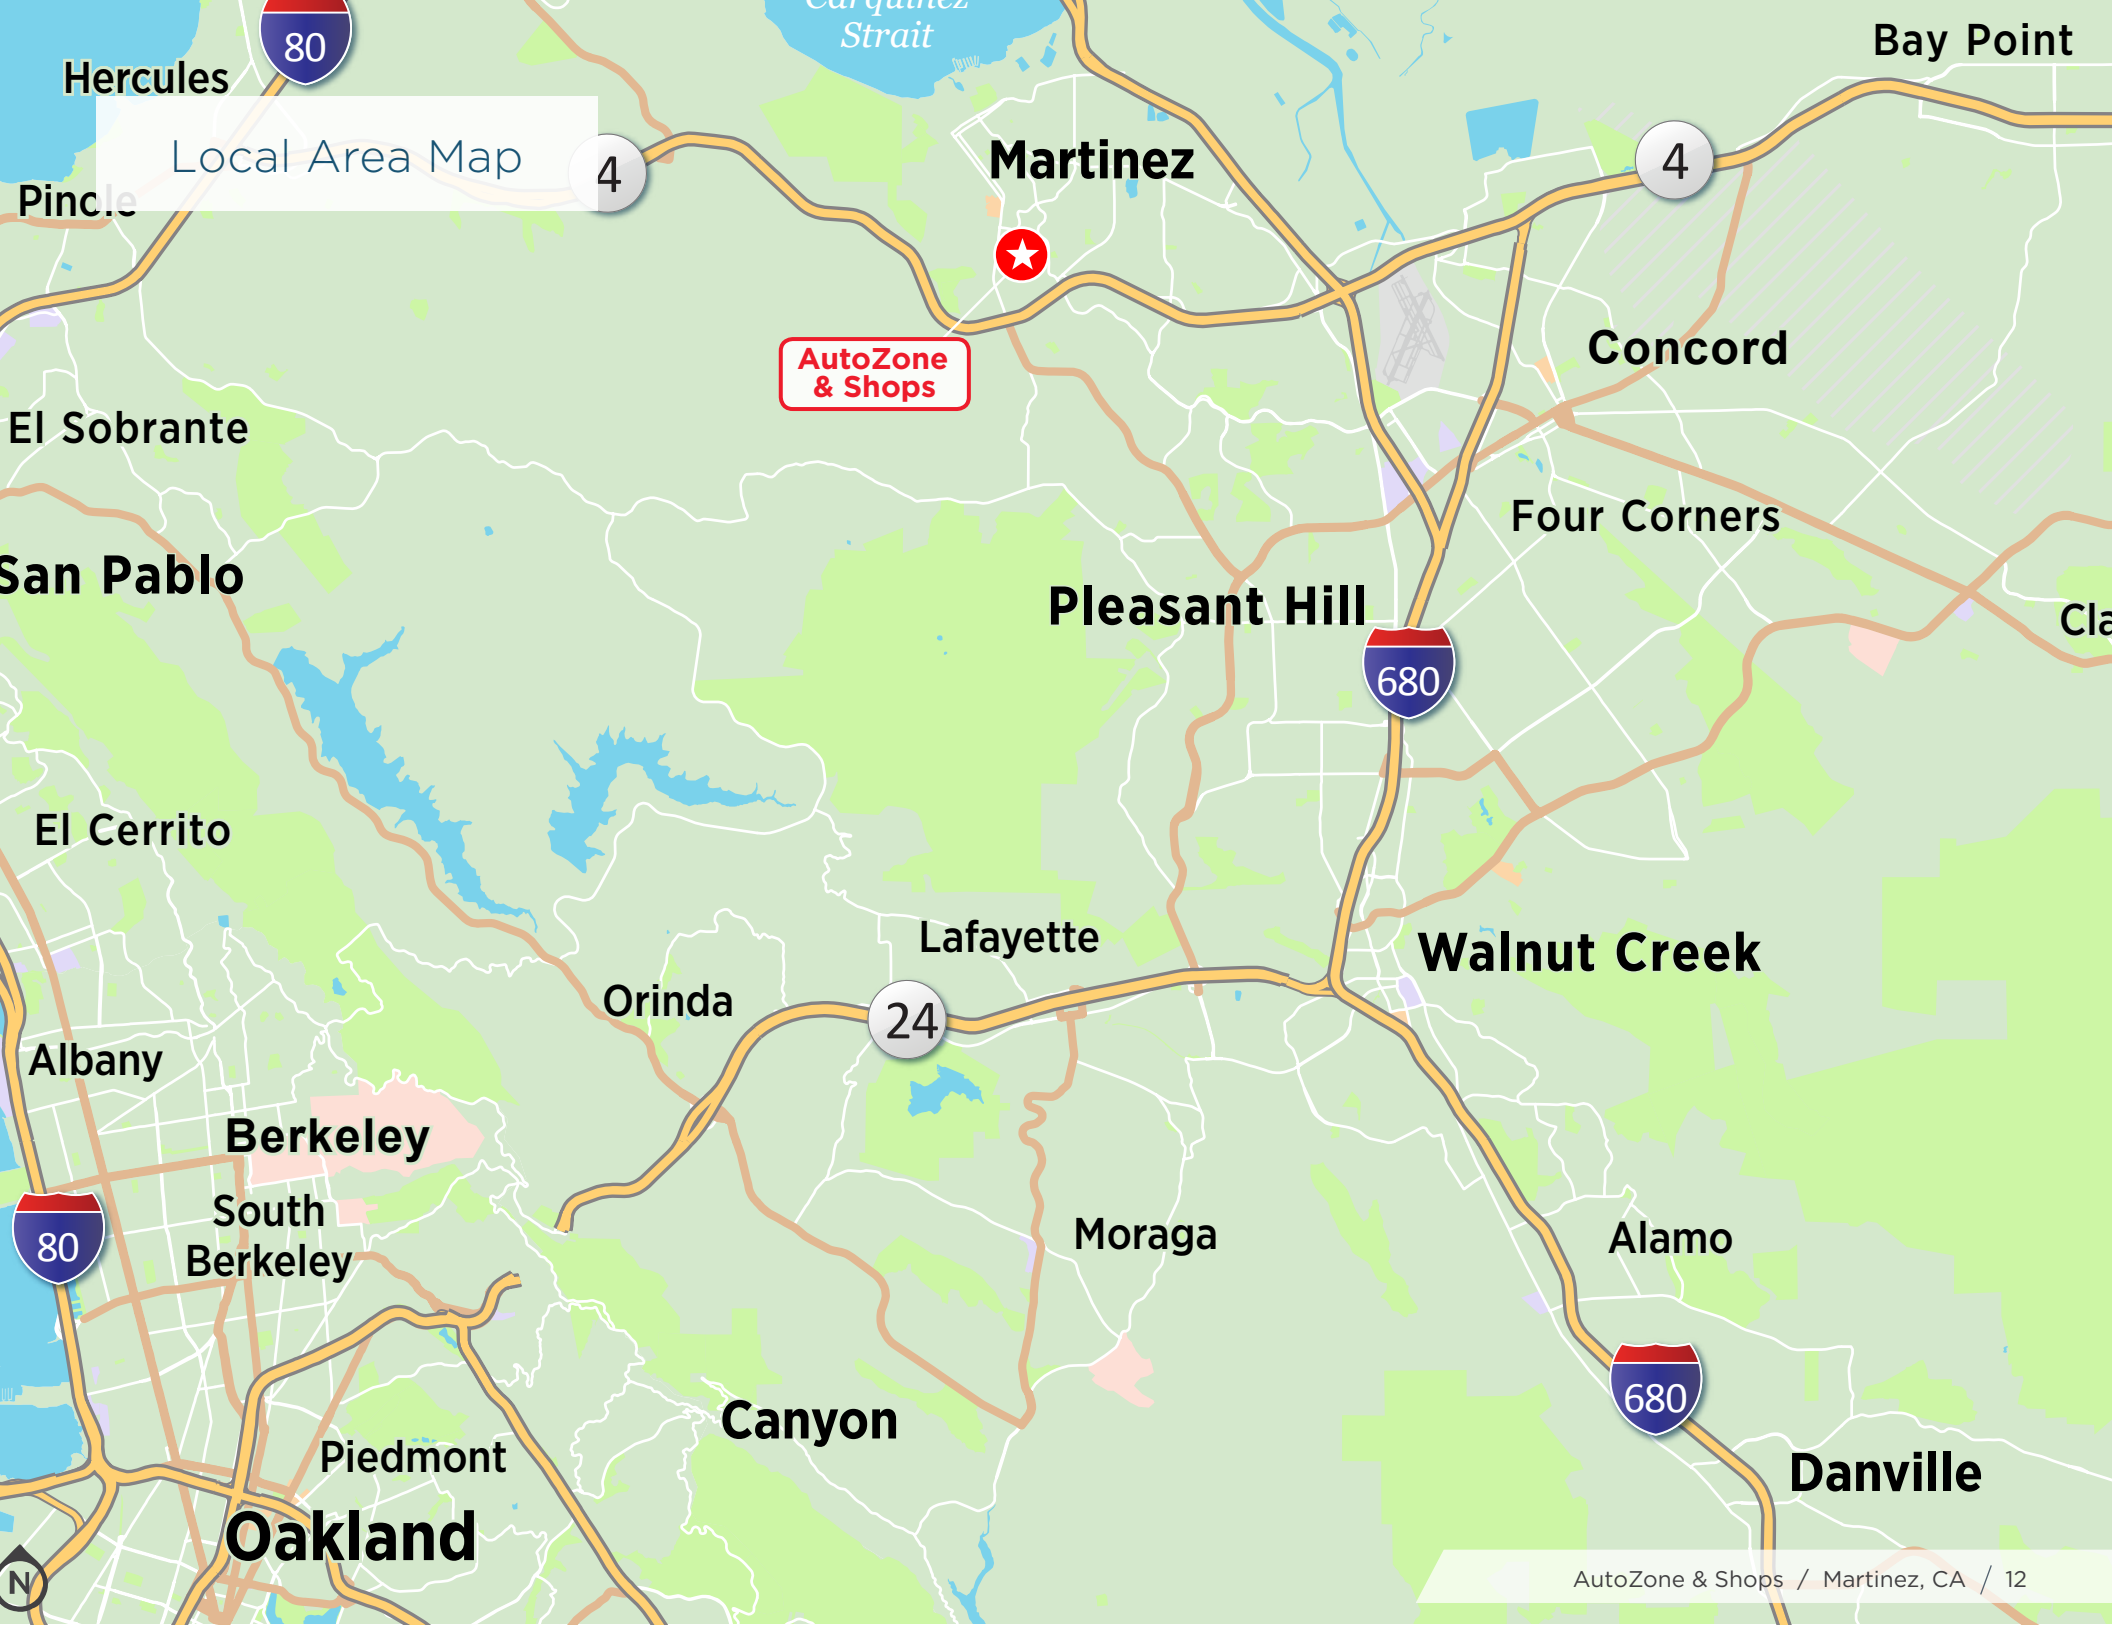 Carquinez
Strait
Bay Point
80
Hercules
Local Area Map
4
Martinez
4
Pinole
AutoZone
& Shops
Concord
El Sobrante
Four Corners
San Pablo
Pleasant Hill
Cla
680
El Cerrito
Lafayette
Walnut Creek
Orinda
24
Albany
Berkeley
South
Berkeley
80
Moraga
Alamo
680
Canyon
Piedmont
Danville
Oakland
N
AutoZone & Shops / Martinez, CA / 12